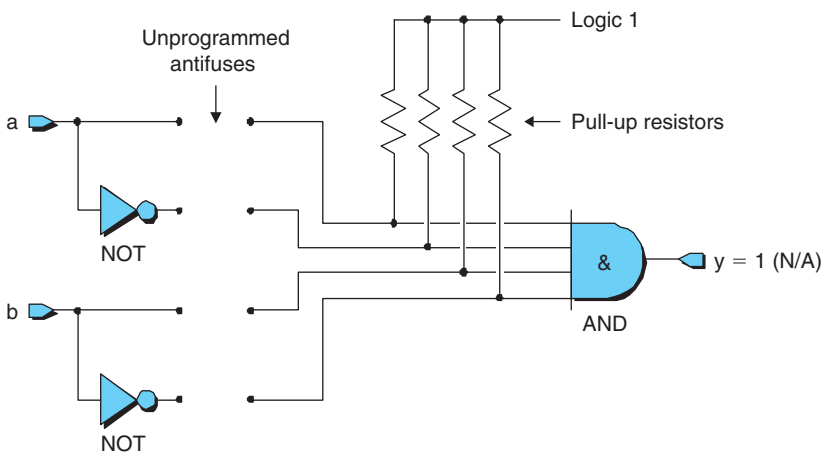 Logic 1
Unprogrammed
antifuses
a
Pull-up resistors
NOT
&
y = 1 (N/A)
b
AND
NOT